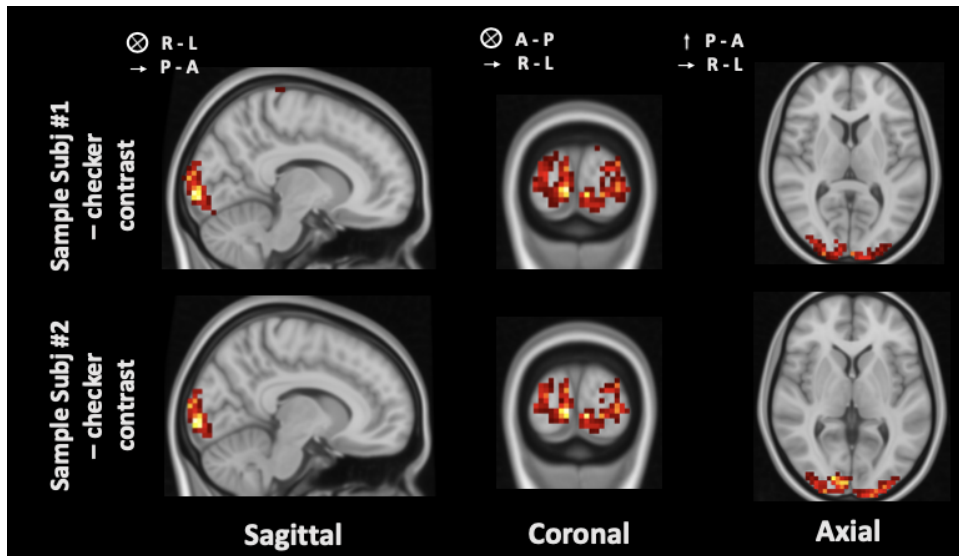 ⊗ R - L
→ P - A
⊗ A - P
→ R - L
↑ P - A
→ R - L
Sample Subj #1
– checker
contrast
Sample Subj #2
– checker
contrast
Sagittal
Coronal
Axial